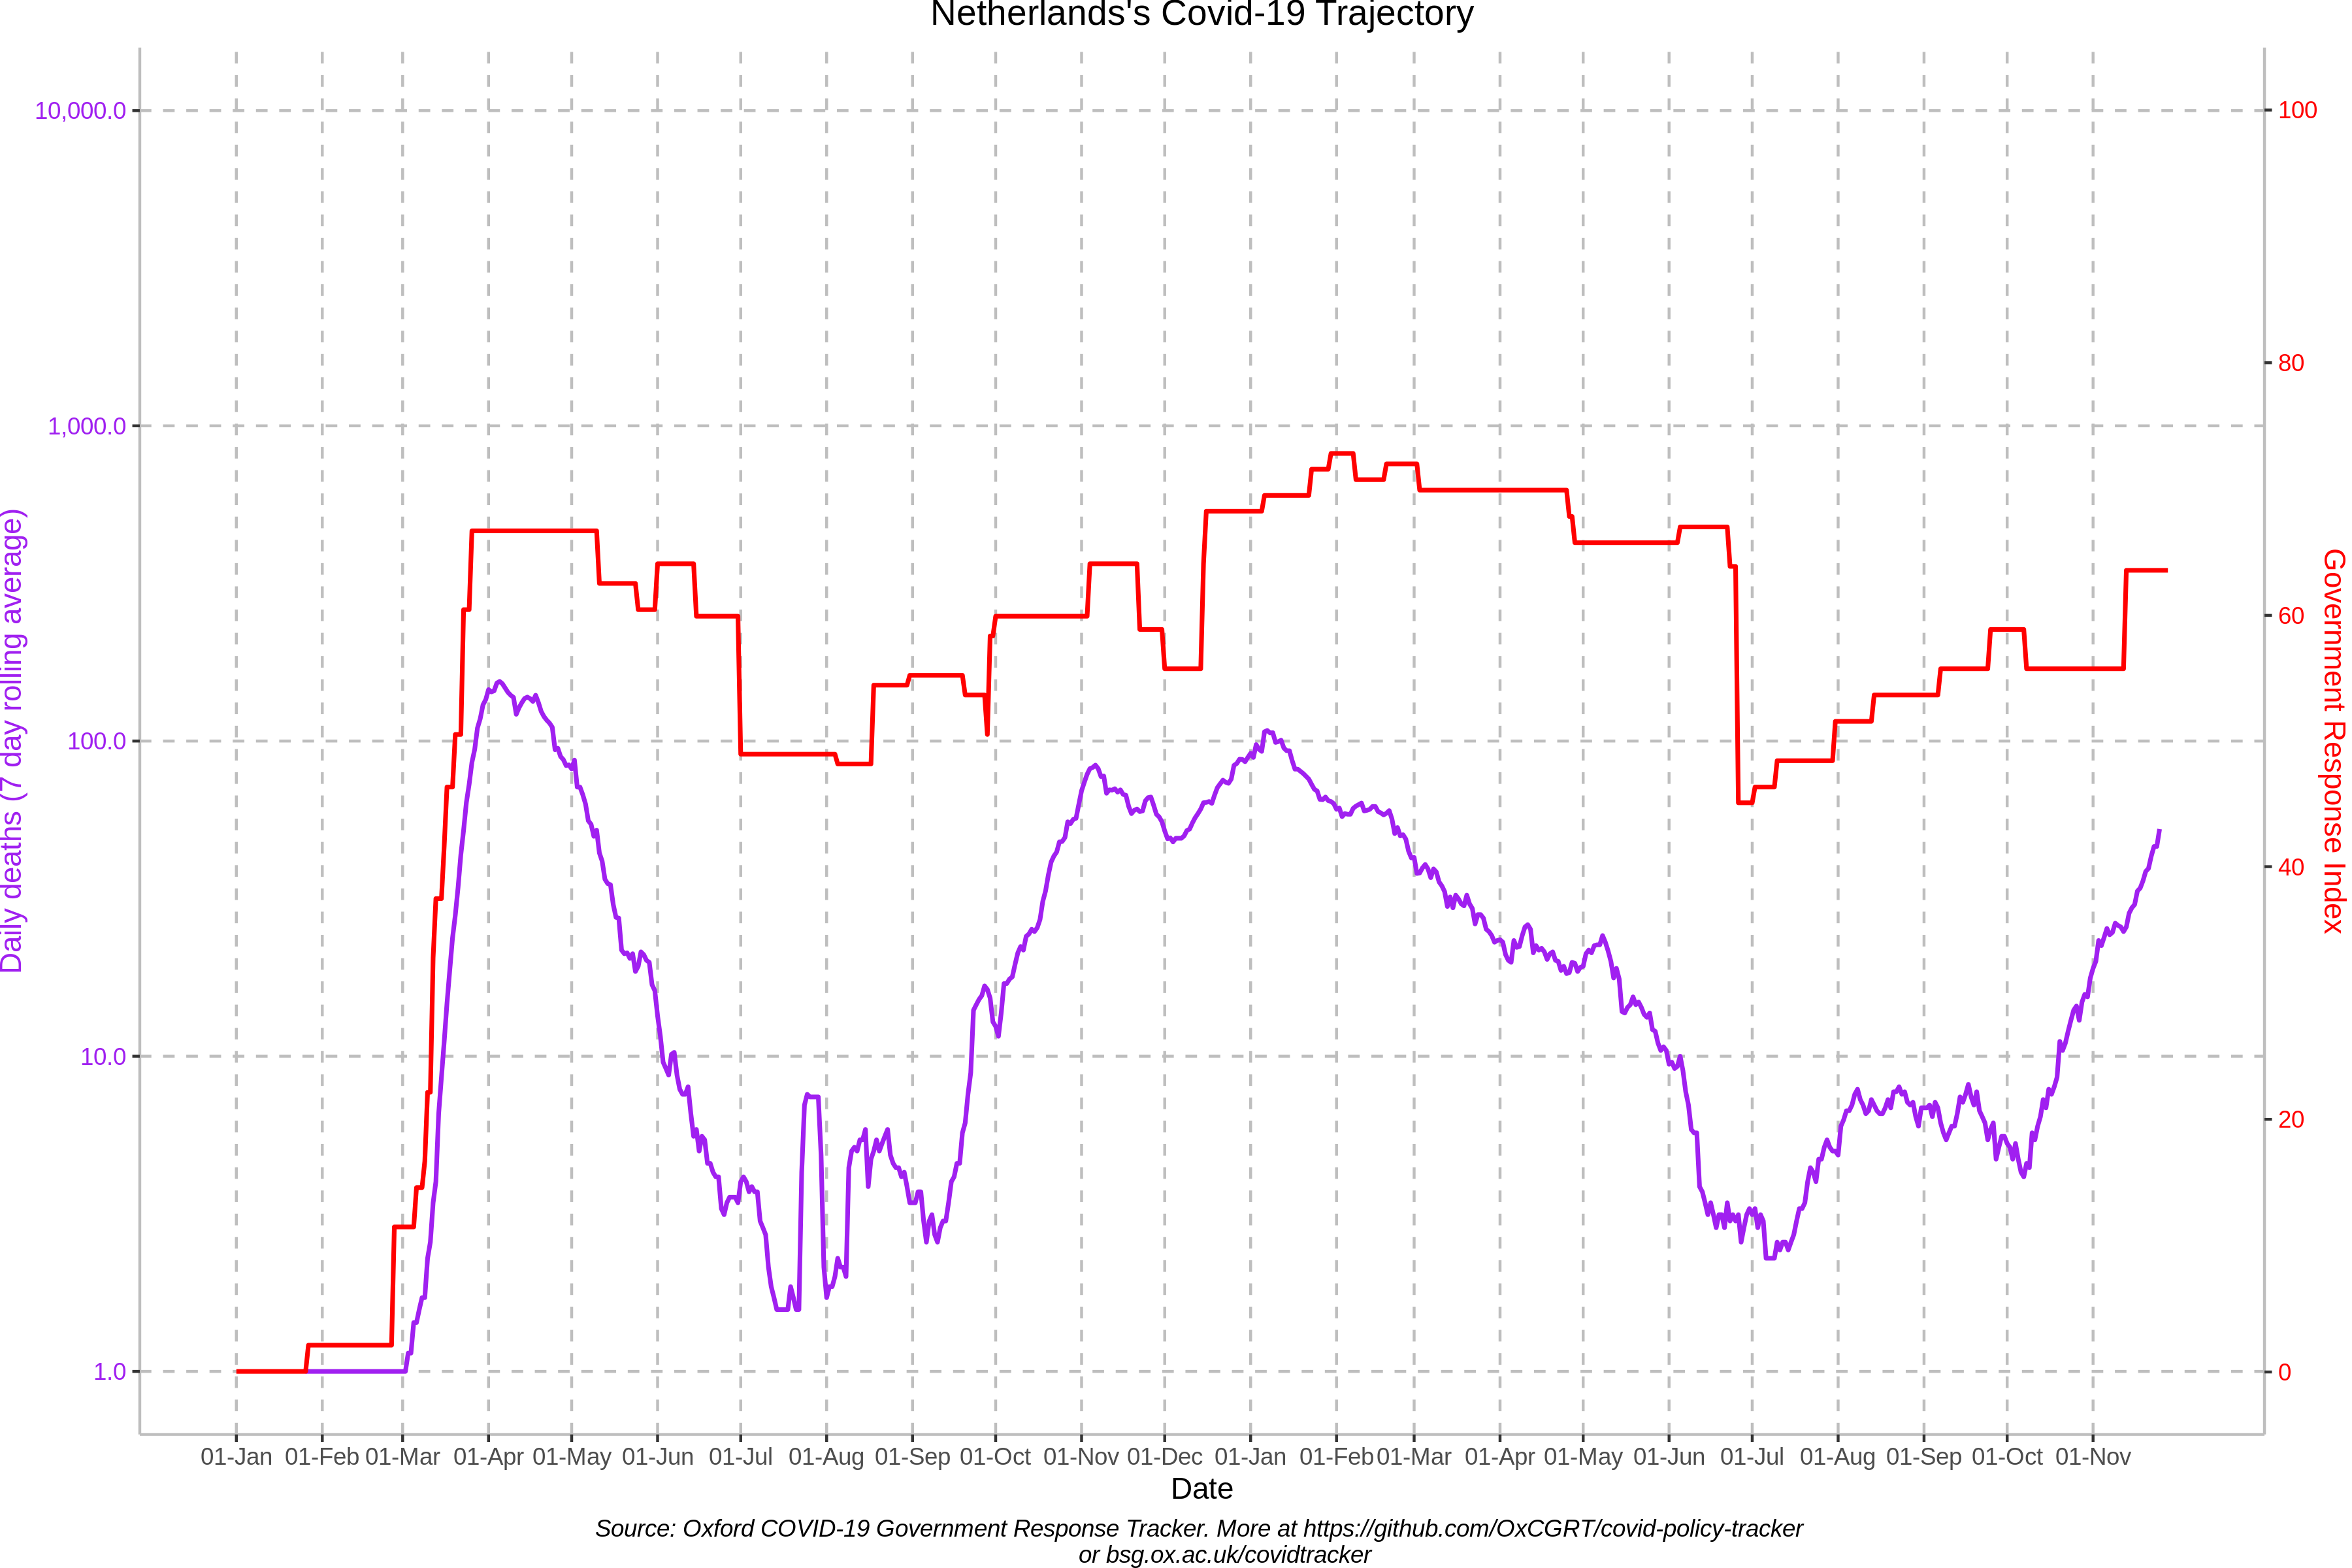 Netherlands's Covid-19 Trajectory
10,000.0
1,000.0
100.0
10.0
1.0
Daily deaths (7 day rolling average)
100
80
60
40
20
0
Government Response Index
01-Jan 01-Feb 01-Mar 01-Apr 01-May 01-Jun 01-Jul 01-Aug 01-Sep 01-Oct 01-Nov 01-Dec 01-Jan 01-Feb 01-Mar 01-Apr 01-May 01-Jun 01-Jul 01-Aug 01-Sep 01-Oct 01-Nov
Date
Source: Oxford COVID-19 Government Response Tracker. More at https://github.com/OxCGRT/covid-policy-tracker
or bsg.ox.ac.uk/covidtracker